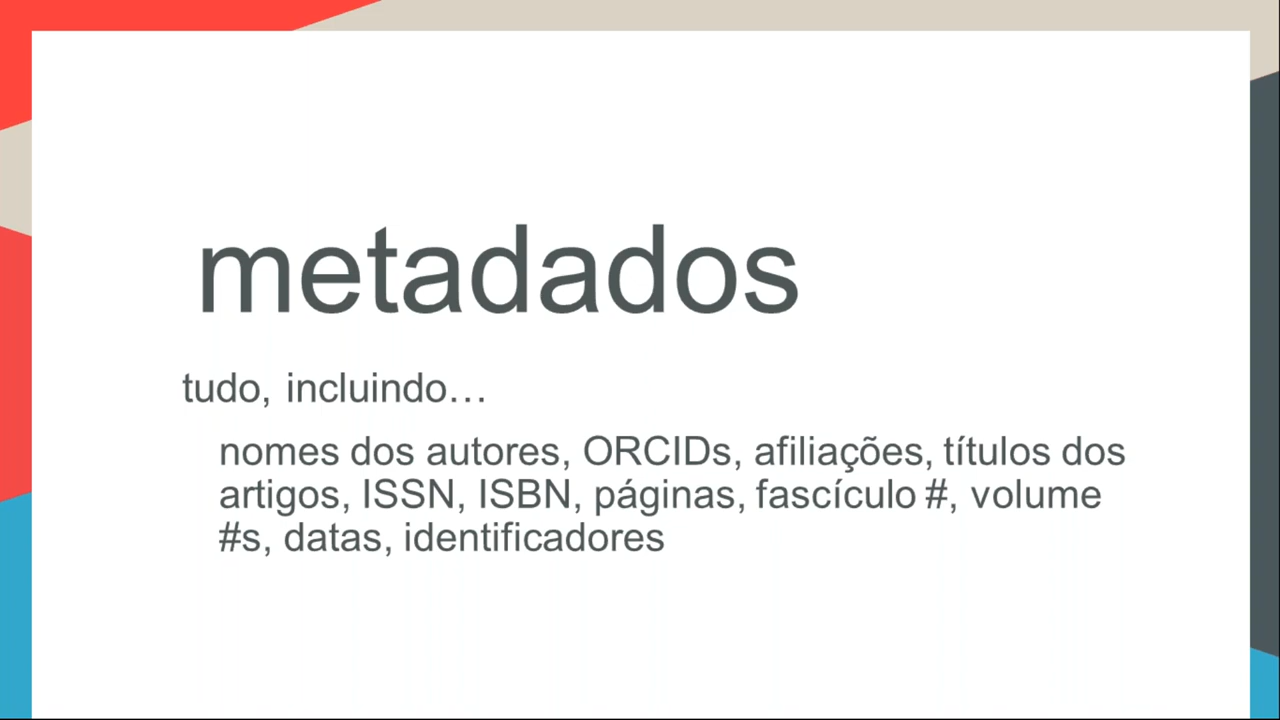 metadados
tudo, incluindo…
nomes dos autores, ORCIDs, afiliações, títulos dos
artigos, ISSN, ISBN, páginas, fascículo #, volume
#s, datas, identificadores